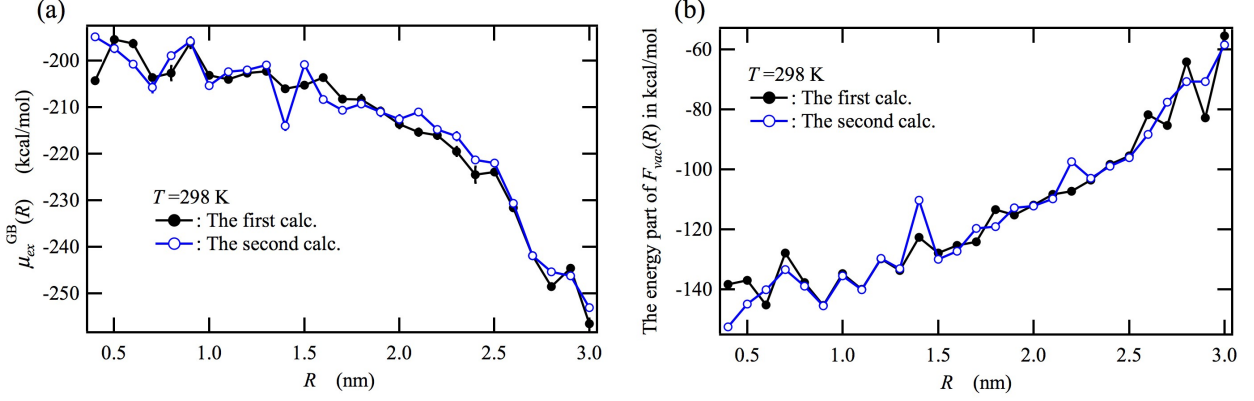 (a)
-200
-210
-220
-230
-240
-250
μex^GB(R) (kcal/mol)
T =298 K
: The first calc.
: The second calc.
0.5 1.0 1.5 2.0 2.5 3.0
R (nm)
(b)
-60
-80
-100
-120
-140
The energy part of Fvac(R) in kcal/mol
T =298 K
: The first calc.
: The second calc.
0.5 1.0 1.5 2.0 2.5 3.0
R (nm)